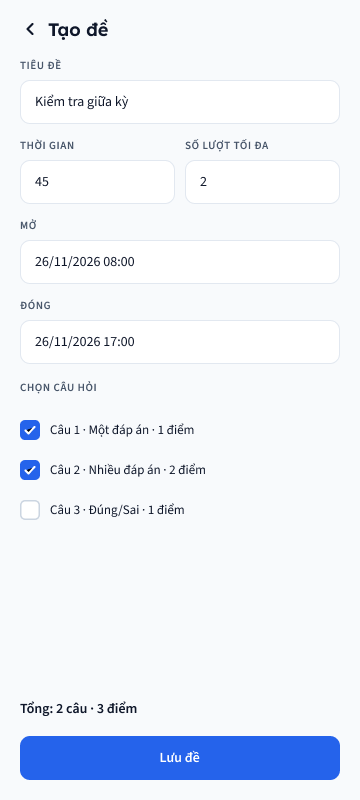 Tạo đề
TIÊU ĐỀ
Kiểm tra giữa kỳ
THỜI GIAN
SỐ LƯỢT TỐI ĐA
45
2
MỞ
26/11/2026 08:00
ĐÓNG
26/11/2026 17:00
CHỌN CÂU HỎI
Câu 1 · Một đáp án · 1 điểm
Câu 2 · Nhiều đáp án · 2 điểm
Câu 3 · Đúng/Sai · 1 điểm
Tổng: 2 câu · 3 điểm
Lưu đề